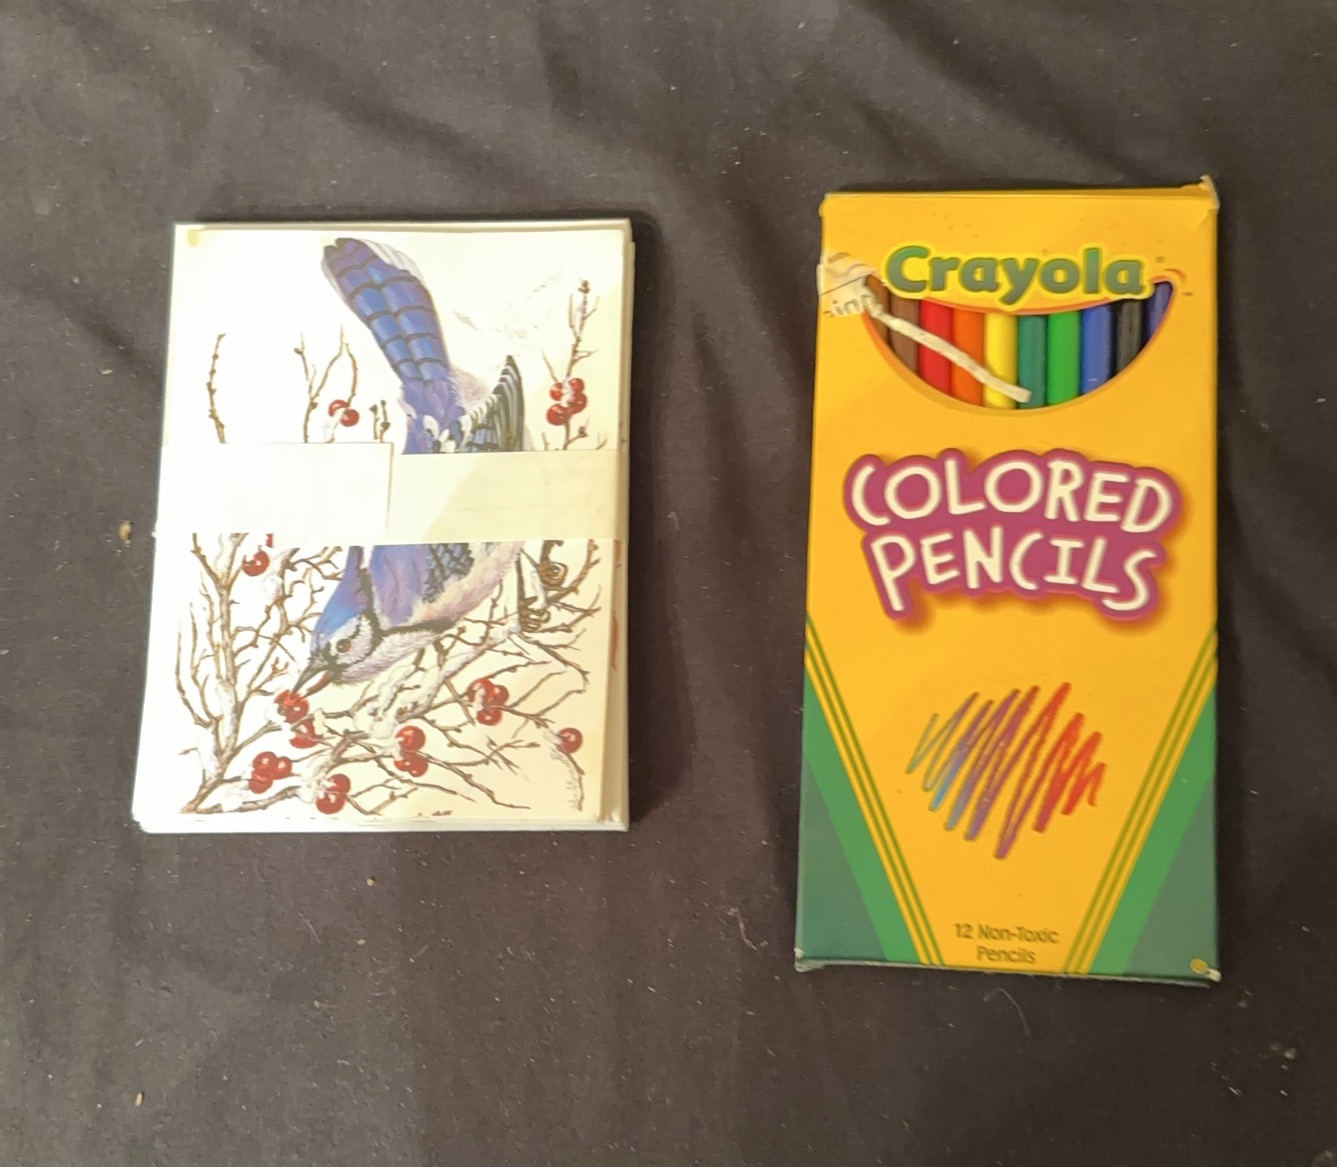 Crayola
COLORED
PENCILS
12 Non-Toxic
Pencils